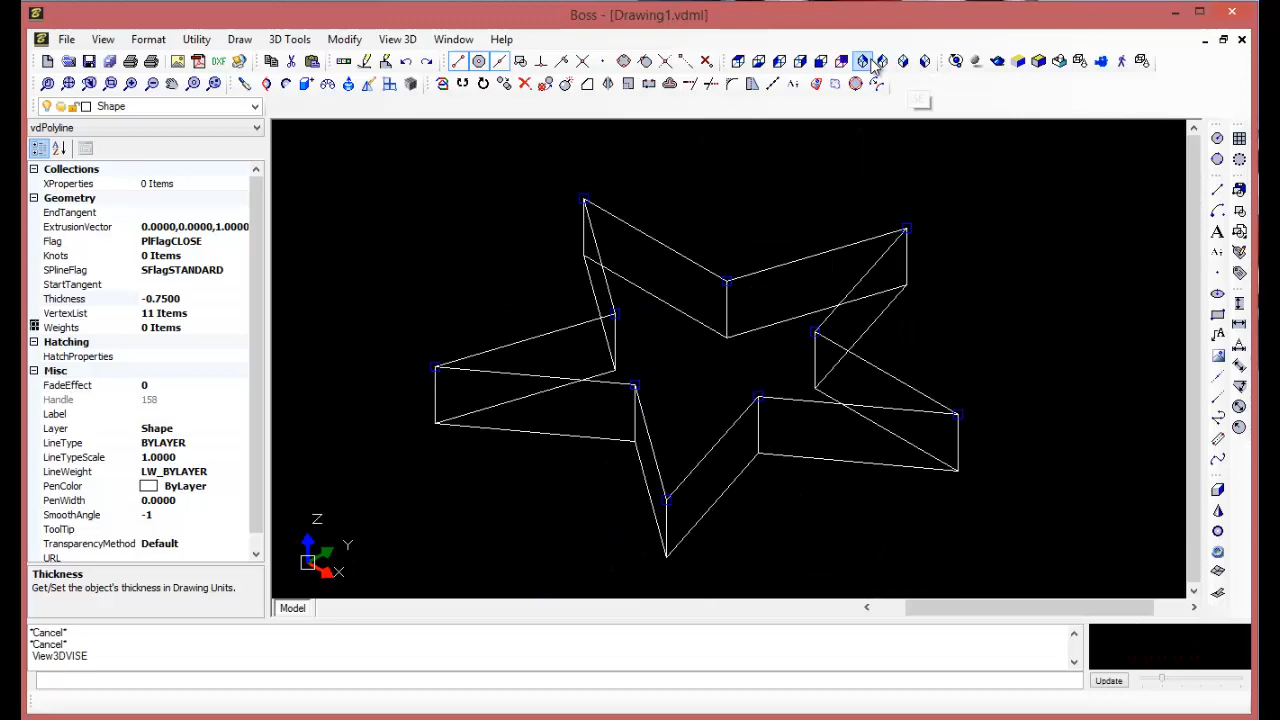 Boss - [Drawing1.vdml]
File View Format Utility Draw 3D Tools Modify View 3D Window Help
Shape
vdPolyline
Collections
XProperties 0 Items
Geometry
EndTangent
ExtrusionVector 0.0000,0.0000,1.0000
Flag PlFlagCLOSE
Knots 0 Items
SPlineFlag SFlagSTANDARD
StartTangent
Thickness -0.7500
VertexList 11 Items
Weights 0 Items
Hatching
HatchProperties
Misc
FadeEffect 0
Handle 158
Label
Layer Shape
LineType BYLAYER
LineTypeScale 1.0000
LineWeight LW_BYLAYER
PenColor ByLayer
PenWidth 0.0000
SmoothAngle -1
ToolTip
TransparencyMethod Default
URL
Thickness
Get/Set the object's thickness in Drawing Units.
Z
Y
X
Model
*Cancel*
*Cancel*
View3DVISE
Update